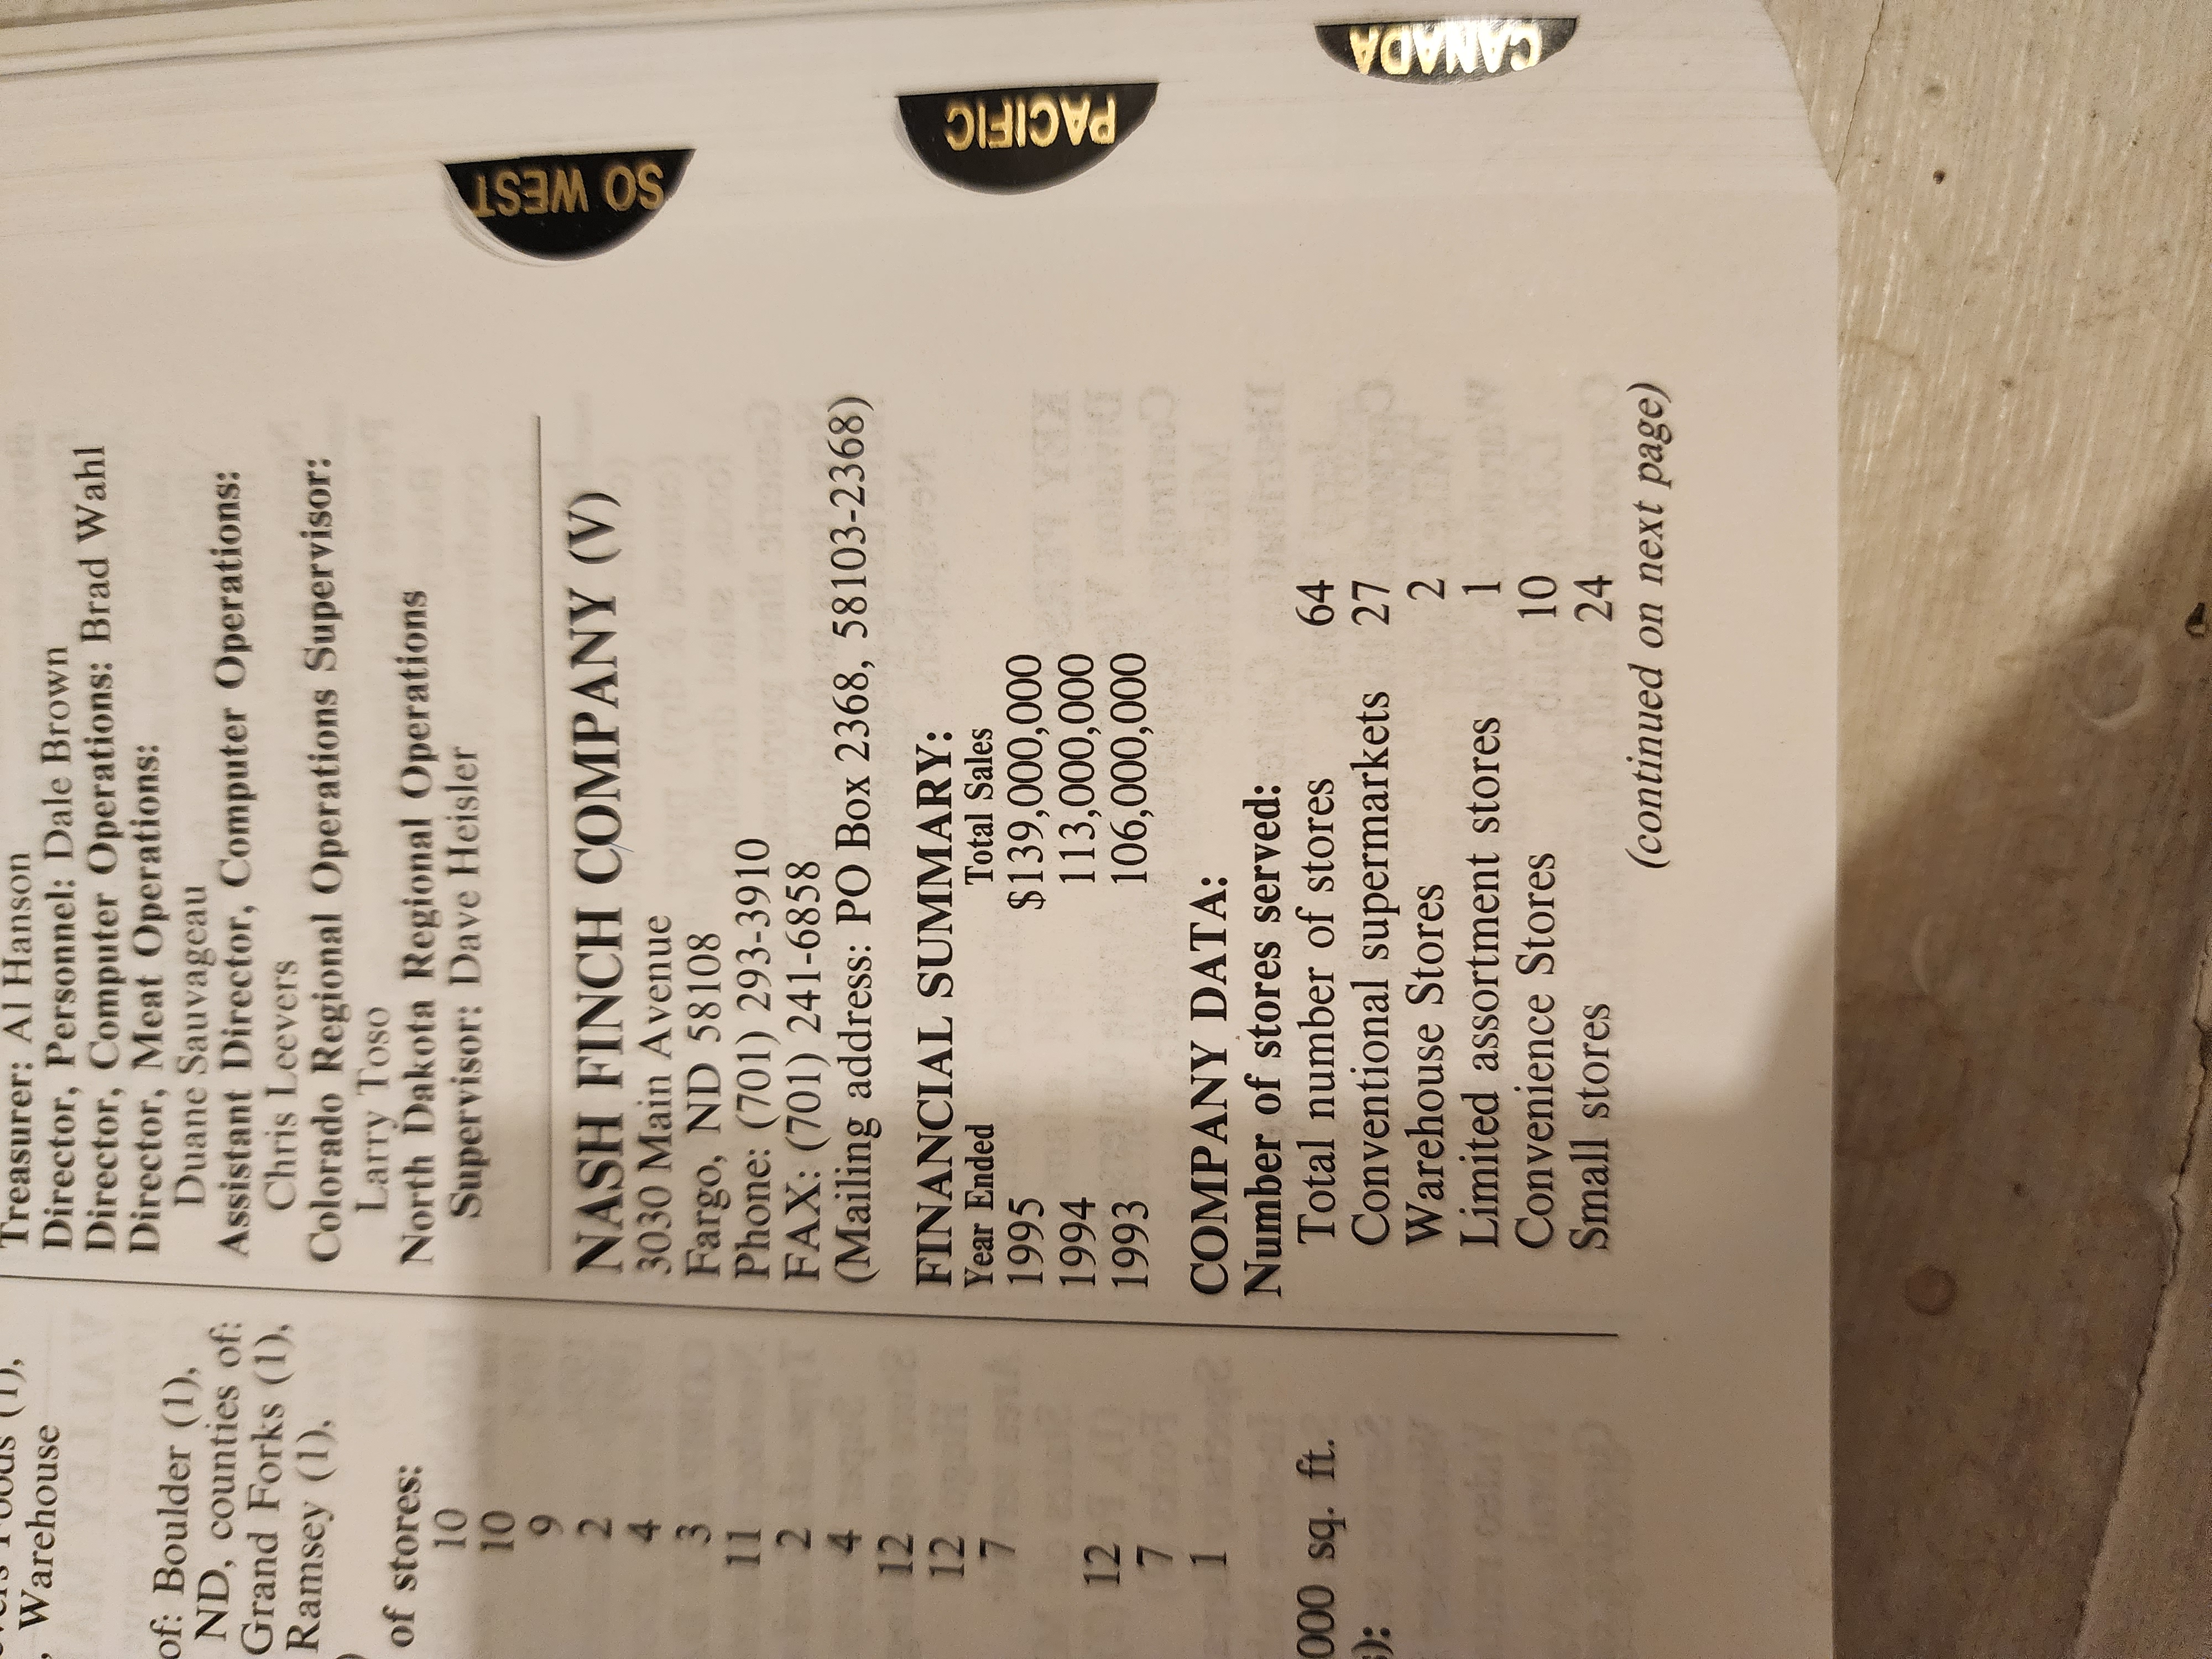 s Foods (1),
, Warehouse
of: Boulder (1),
ND, counties of:
Grand Forks (1),
Ramsey (1),
of stores:
10
10
9
2
4
3
11
2
4
12
12
7
12
7
1
000 sq. ft.
):
Treasurer: Al Hanson
Director, Personnel: Dale Brown
Director, Computer Operations: Brad Wahl
Director, Meat Operations:
Duane Sauvageau
Assistant Director, Computer Operations:
Chris Leevers
Colorado Regional Operations Supervisor:
Larry Toso
North Dakota Regional Operations
Supervisor: Dave Heisler
NASH FINCH COMPANY (V)
3030 Main Avenue
Fargo, ND 58108
Phone: (701) 293-3910
FAX: (701) 241-6858
(Mailing address: PO Box 2368, 58103-2368)
FINANCIAL SUMMARY:
Year Ended Total Sales
1995 $139,000,000
1994 113,000,000
1993 106,000,000
COMPANY DATA:
Number of stores served:
Total number of stores 64
Conventional supermarkets 27
Warehouse Stores 2
Limited assortment stores 1
Convenience Stores 10
Small stores 24
(continued on next page)
SO WEST
PACIFIC
CANADA